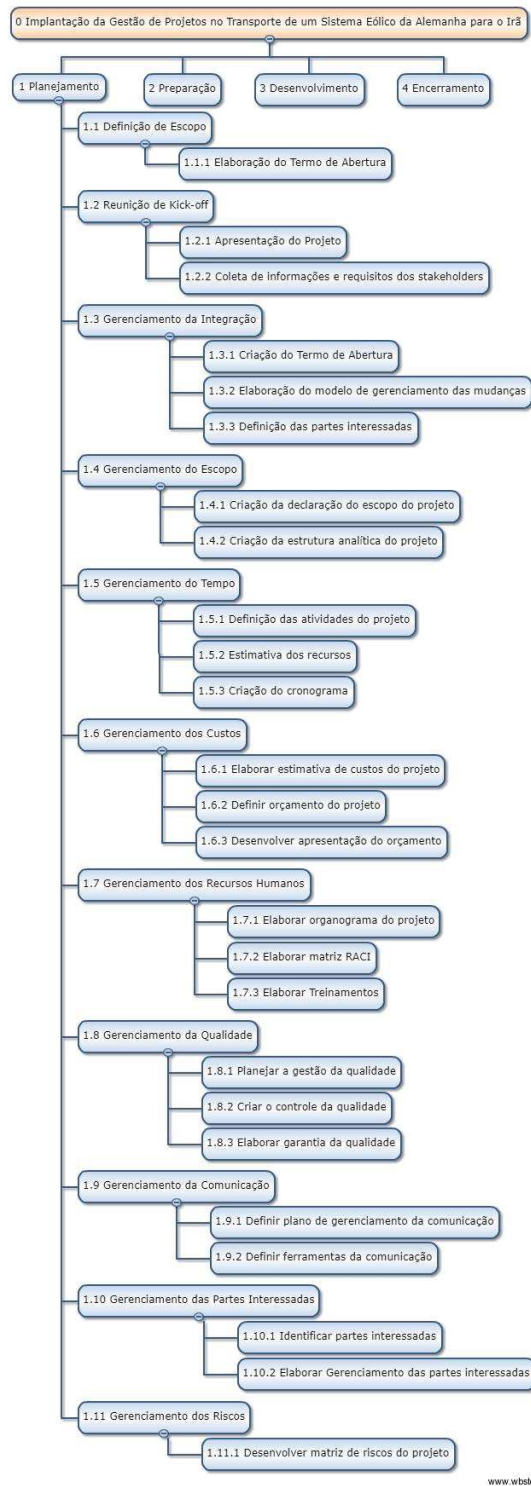 0 Implantação da Gestão de Projetos no Transporte de um Sistema Eólico da Alemanha para o Irã
1 Planejamento
2 Preparação
3 Desenvolvimento
4 Encerramento
1.1 Definição de Escopo
1.1.1 Elaboração do Termo de Abertura
1.2 Reunião de Kick-off
1.2.1 Apresentação do Projeto
1.2.2 Coleta de informações e requisitos dos stakeholders
1.3 Gerenciamento da Integração
1.3.1 Criação do Termo de Abertura
1.3.2 Elaboração do modelo de gerenciamento das mudanças
1.3.3 Definição das partes interessadas
1.4 Gerenciamento do Escopo
1.4.1 Criação da declaração do escopo do projeto
1.4.2 Criação da estrutura analítica do projeto
1.5 Gerenciamento do Tempo
1.5.1 Definição das atividades do projeto
1.5.2 Estimativa dos recursos
1.5.3 Criação do cronograma
1.6 Gerenciamento dos Custos
1.6.1 Elaborar estimativa de custos do projeto
1.6.2 Definir orçamento do projeto
1.6.3 Desenvolver apresentação do orçamento
1.7 Gerenciamento dos Recursos Humanos
1.7.1 Elaborar organograma do projeto
1.7.2 Elaborar matriz RACI
1.7.3 Elaborar Treinamentos
1.8 Gerenciamento da Qualidade
1.8.1 Planejar a gestão da qualidade
1.8.2 Criar o controle da qualidade
1.8.3 Elaborar garantia da qualidade
1.9 Gerenciamento da Comunicação
1.9.1 Definir plano de gerenciamento da comunicação
1.9.2 Definir ferramentas da comunicação
1.10 Gerenciamento das Partes Interessadas
1.10.1 Identificar partes interessadas
1.10.2 Elaborar Gerenciamento das partes interessadas
1.11 Gerenciamento dos Riscos
1.11.1 Desenvolver matriz de riscos do projeto
www.wbst